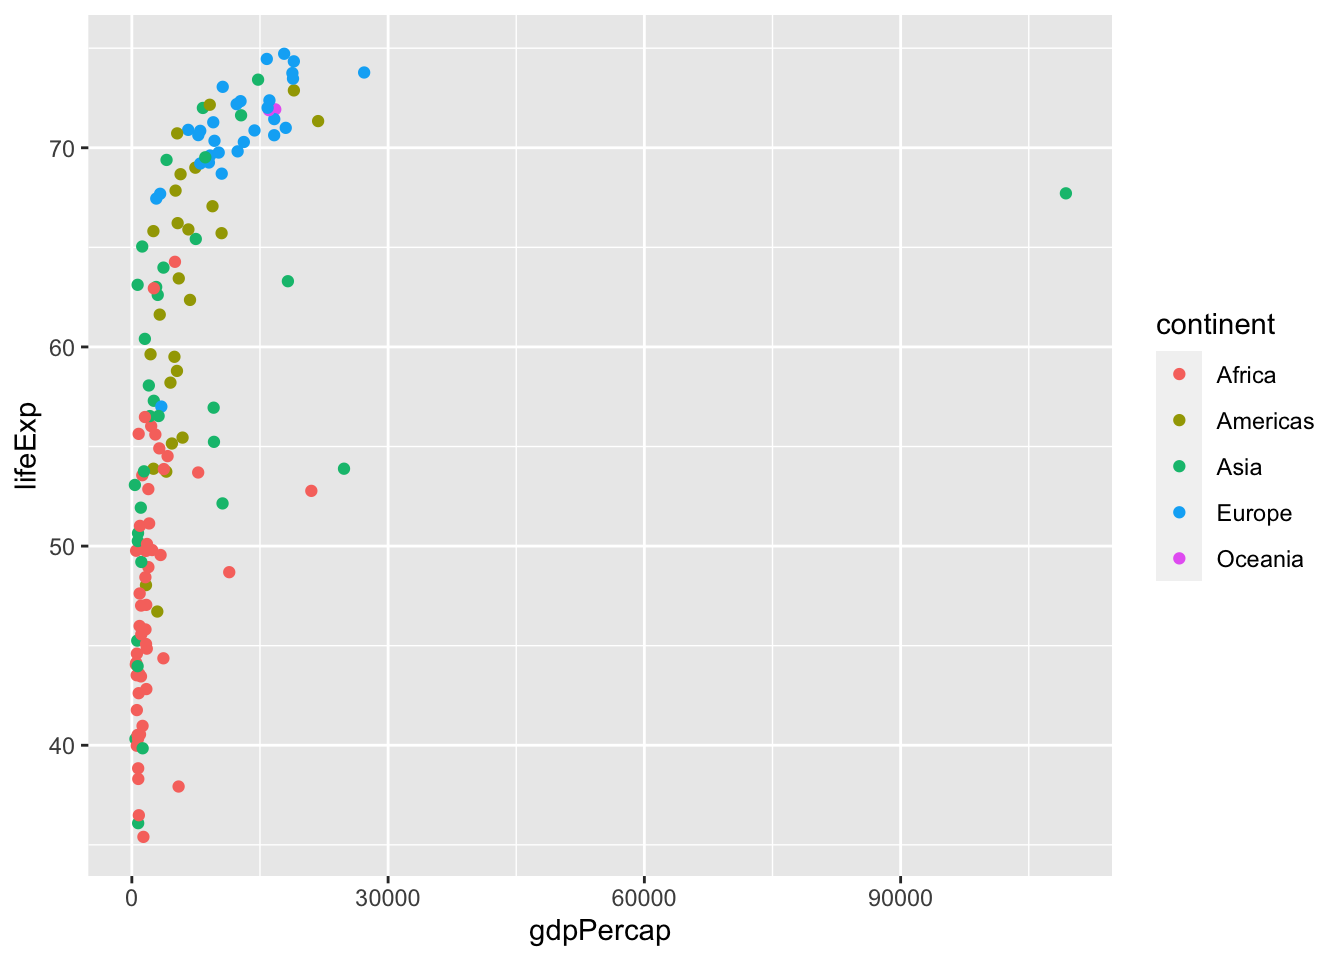 70
60
50
40
lifeExp
0
30000
60000
90000
gdpPercap
continent
Africa
Americas
Asia
Europe
Oceania